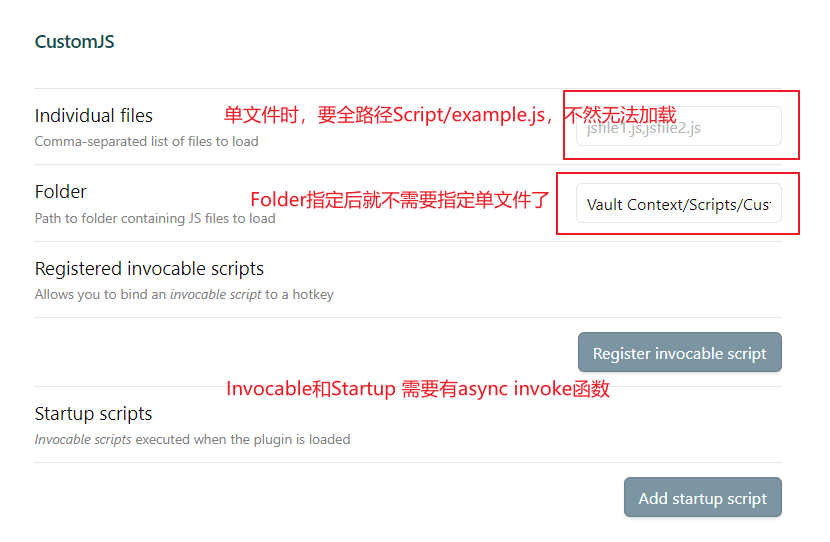 CustomJS
Individual files
单文件时，要全路径Script/example.js，不然无法加载
jsfile1.js,jsfile2.js
Comma-separated list of files to load
Folder
Folder指定后就不需要指定单文件了
Vault Context/Scripts/Cust
Path to folder containing JS files to load
Registered invocable scripts
Allows you to bind an invocable script to a hotkey
Register invocable script
Invocable和Startup 需要有async invoke函数
Startup scripts
Invocable scripts executed when the plugin is loaded
Add startup script